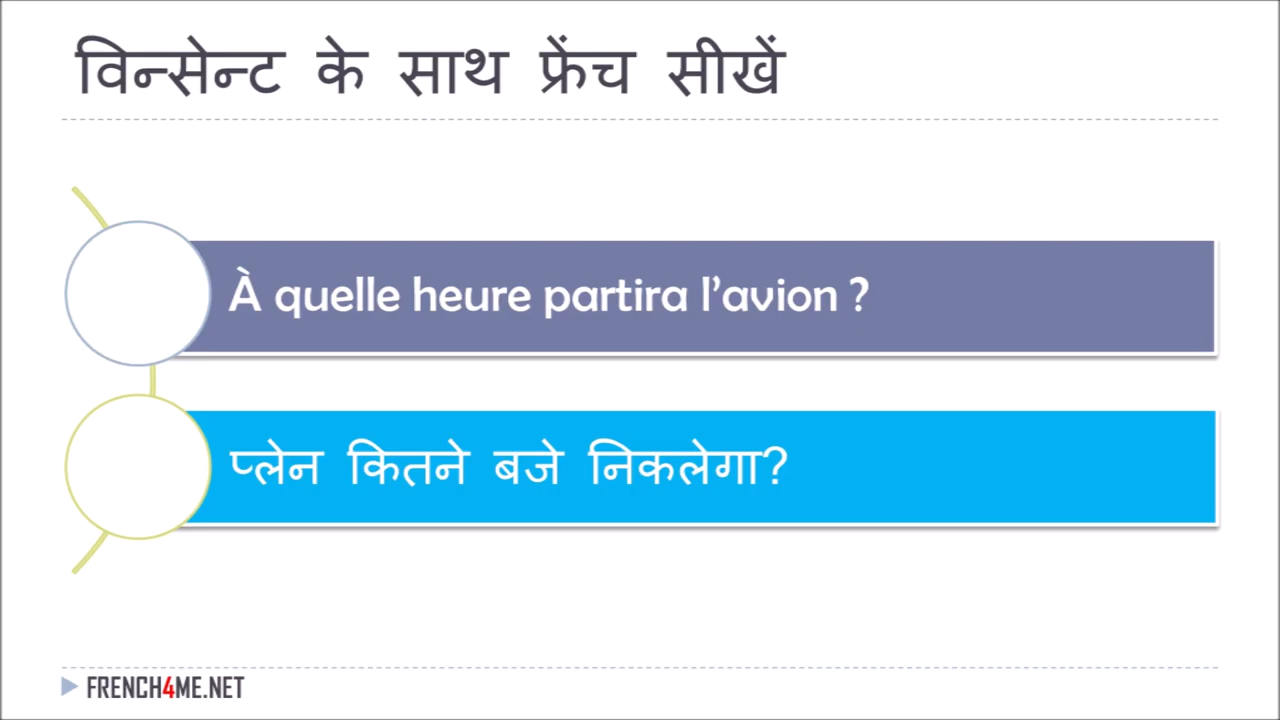 विन्सेन्ट के साथ फ्रेंच सीखें
À quelle heure partira l’avion ?
प्लेन कितने बजे निकलेगा?
FRENCH4ME.NET